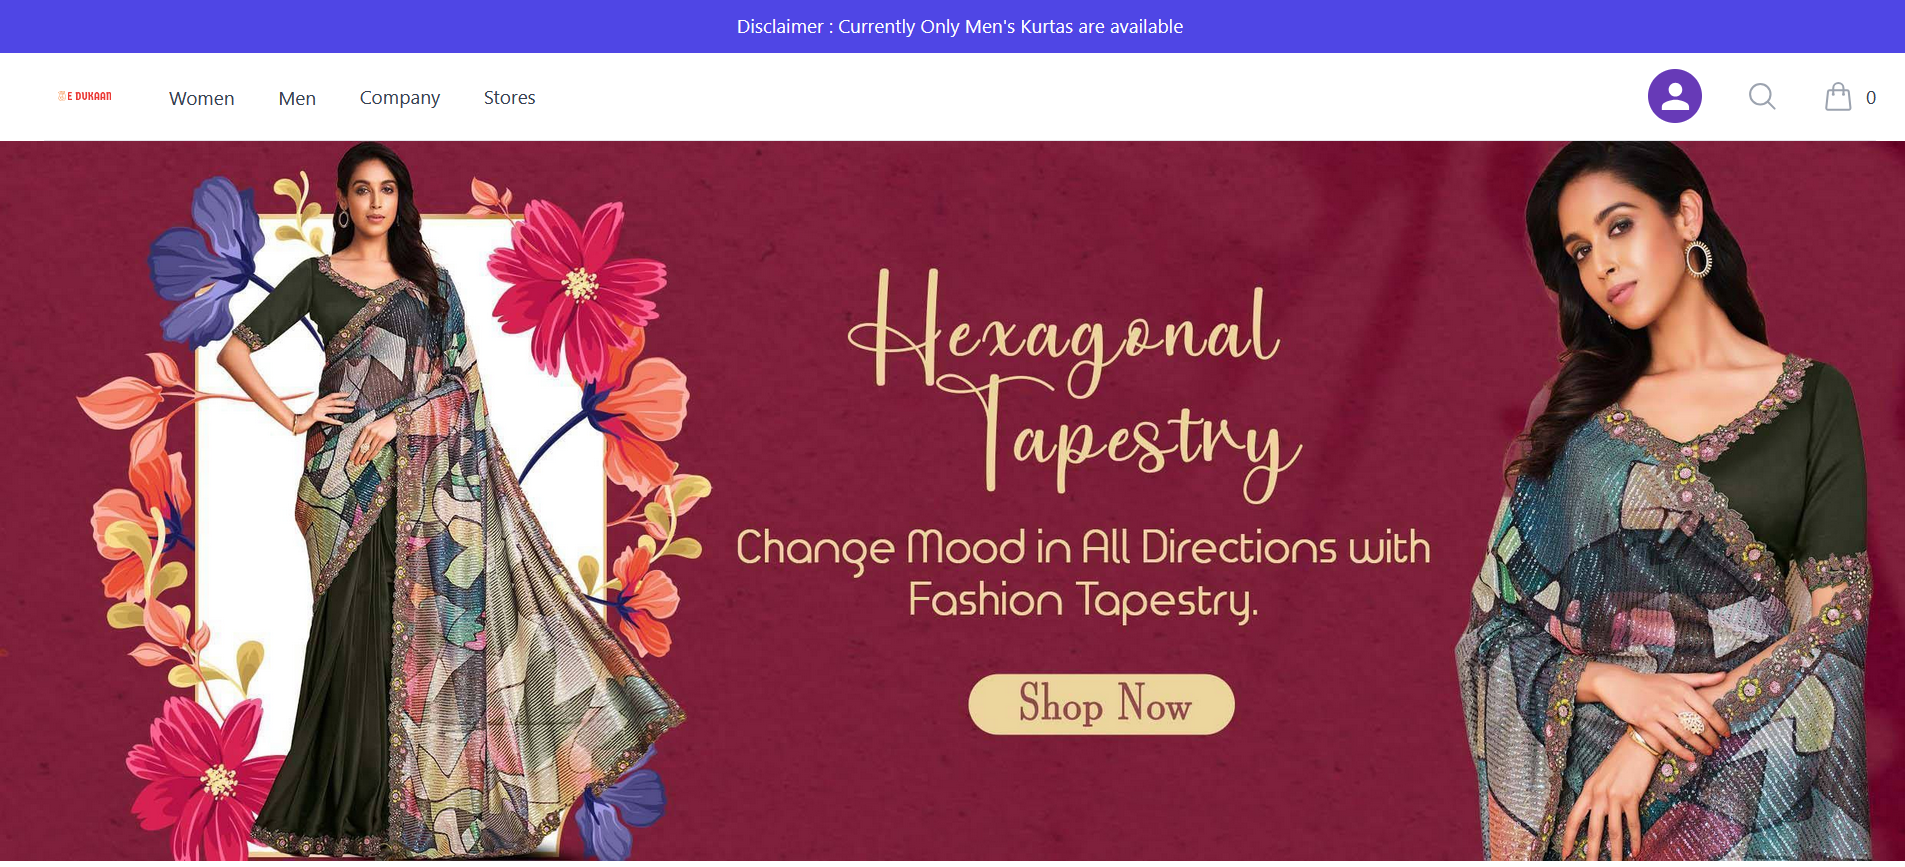 Disclaimer : Currently Only Men's Kurtas are available
E DUKAAN
Women
Men
Company
Stores
0
Hexagonal
Tapestry
Change Mood in All Directions with
Fashion Tapestry.
Shop Now